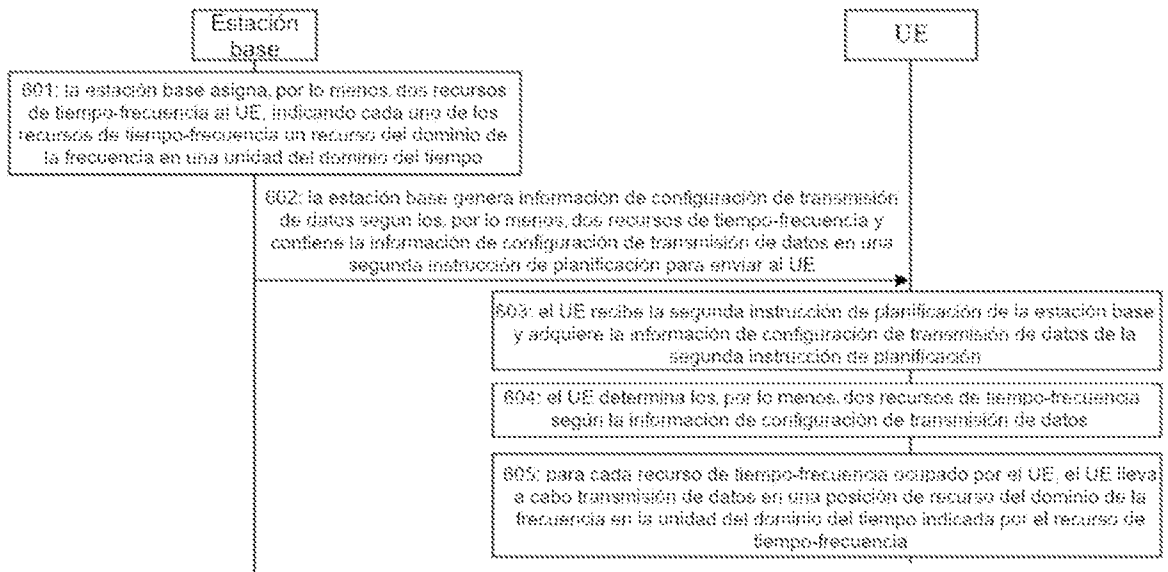 Estación
base
UE
601: la estación base asigna, por lo menos, dos recursos
de tiempo-frecuencia al UE, indicando cada uno de los
recursos de tiempo-frecuencia un recurso del dominio de
la frecuencia en una unidad del dominio del tiempo
602: la estación base genera información de configuración de transmisión
de datos según los, por lo menos, dos recursos de tiempo-frecuencia y
contiene la información de configuración de transmisión de datos en una
segunda instrucción de planificación para enviar al UE
603: el UE recibe la segunda instrucción de planificación de la estación base
y adquiere la información de configuración de transmisión de datos de la
segunda instrucción de planificación
604: el UE determina los, por lo menos, dos recursos de tiempo-frecuencia
según la información de configuración de transmisión de datos
605: para cada recurso de tiempo-frecuencia ocupado por el UE, el UE lleva
a cabo transmisión de datos en una posición de recurso del dominio de la
frecuencia en la unidad del dominio del tiempo indicada por el recurso de
tiempo-frecuencia